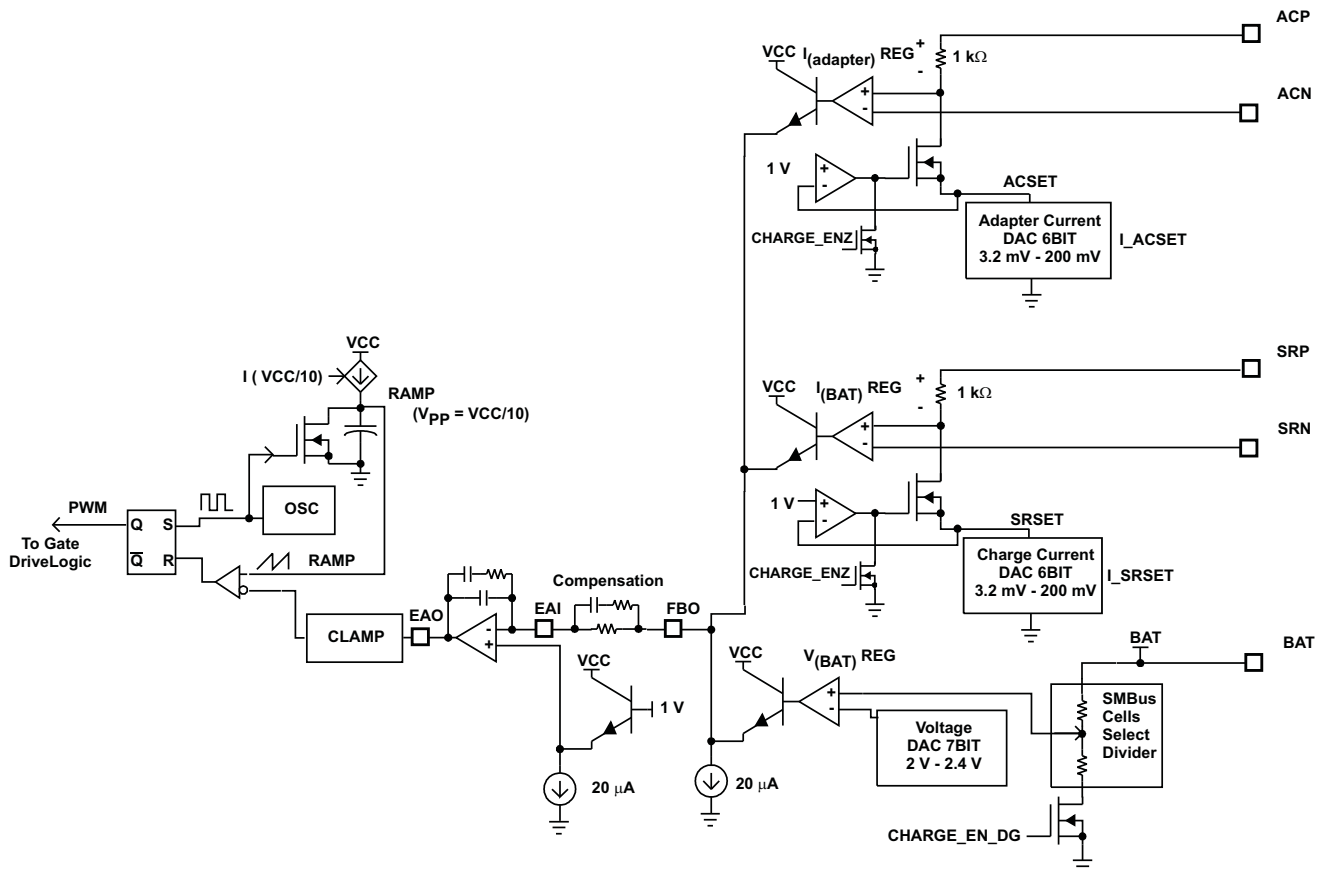 ACP
VCC
I(adapter) REG
+
-
1 kΩ
ACN
+
-
1 V
+
-
ACSET
CHARGE_ENZ
Adapter Current
DAC 6BIT
3.2 mV - 200 mV
I_ACSET
SRP
VCC
I(BAT) REG
+
-
1 kΩ
SRN
+
-
1 V
+
-
SRSET
CHARGE_ENZ
Charge Current
DAC 6BIT
3.2 mV - 200 mV
I_SRSET
VCC
I ( VCC/10)
RAMP
(VPP = VCC/10)
OSC
PWM
To Gate
DriveLogic
Q S
Q R
RAMP
CLAMP
EAO
-
+
EAI
Compensation
FBO
VCC
1 V
20 µA
VCC
V(BAT) REG
+
-
20 µA
Voltage
DAC 7BIT
2 V - 2.4 V
BAT
BAT
SMBus
Cells
Select
Divider
CHARGE_EN_DG